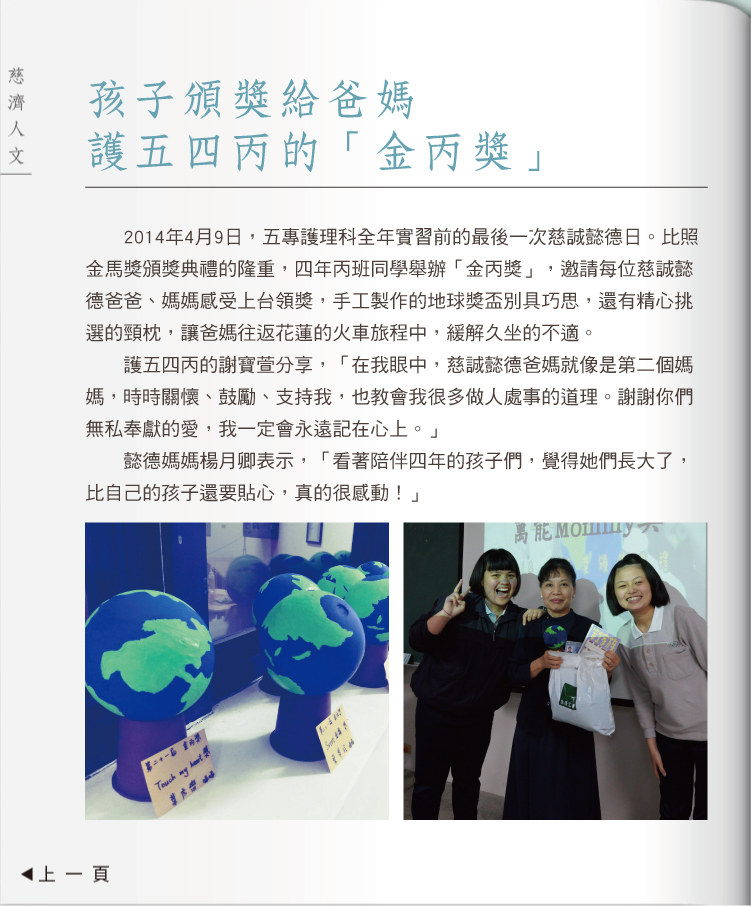 慈濟人文
孩子頒獎給爸媽
護五四丙的「金丙獎」
2014年4月9日，五專護理科全年實習前的最後一次慈誠懿德日。比照
金馬獎頒獎典禮的隆重，四年丙班同學舉辦「金丙獎」，邀請每位慈誠懿
德爸爸、媽媽感受上台領獎，手工製作的地球獎盃別具巧思，還有精心挑
選的頸枕，讓爸媽往返花蓮的火車旅程中，緩解久坐的不適。
護五四丙的謝寶萱分享，「在我眼中，慈誠懿德爸媽就像是第二個媽
媽，時時關懷、鼓勵、支持我，也教會我很多做人處事的道理。謝謝你們
無私奉獻的愛，我一定會永遠記在心上。」
懿德媽媽楊月卿表示，「看著陪伴四年的孩子們，覺得她們長大了，
比自己的孩子還要貼心，真的很感動！」
第二十一屆 金丙獎
Touch my heart 獎
萬能Mommy獎
◀上一頁